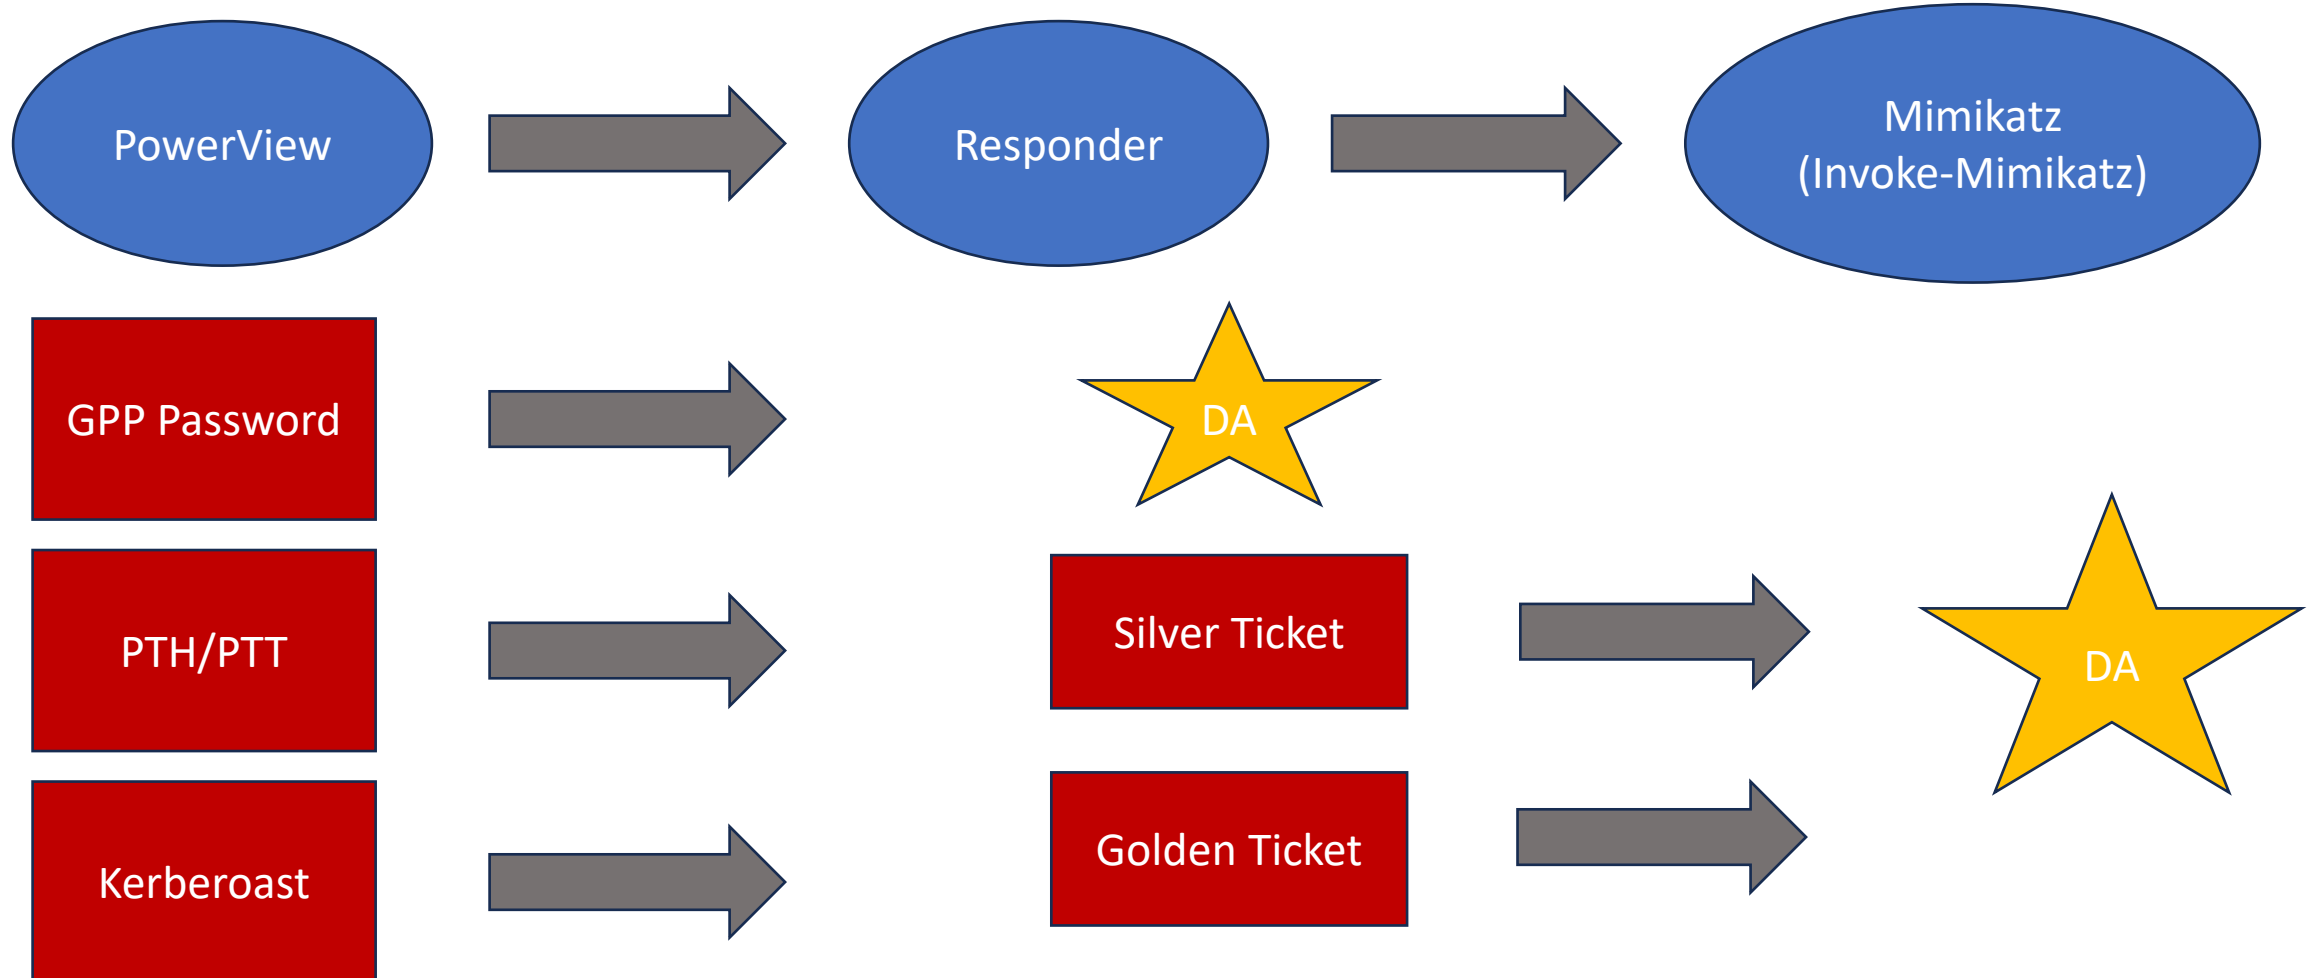 PowerView
Responder
Mimikatz
(Invoke-Mimikatz)
GPP Password
DA
PTH/PTT
Silver Ticket
DA
Kerberoast
Golden Ticket